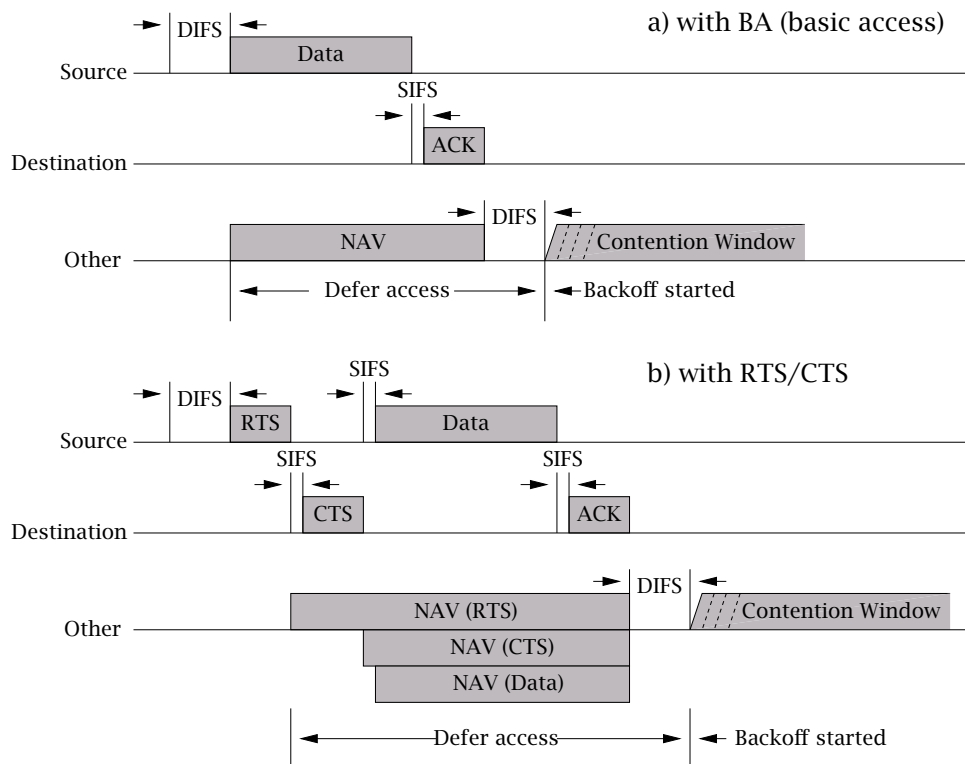 a) with BA (basic access)
DIFS
Data
Source
SIFS
ACK
Destination
DIFS
NAV
Contention Window
Other
Defer access
Backoff started
b) with RTS/CTS
SIFS
DIFS
RTS
Data
Source
SIFS
SIFS
CTS
ACK
Destination
DIFS
NAV (RTS)
Contention Window
Other
NAV (CTS)
NAV (Data)
Defer access
Backoff started